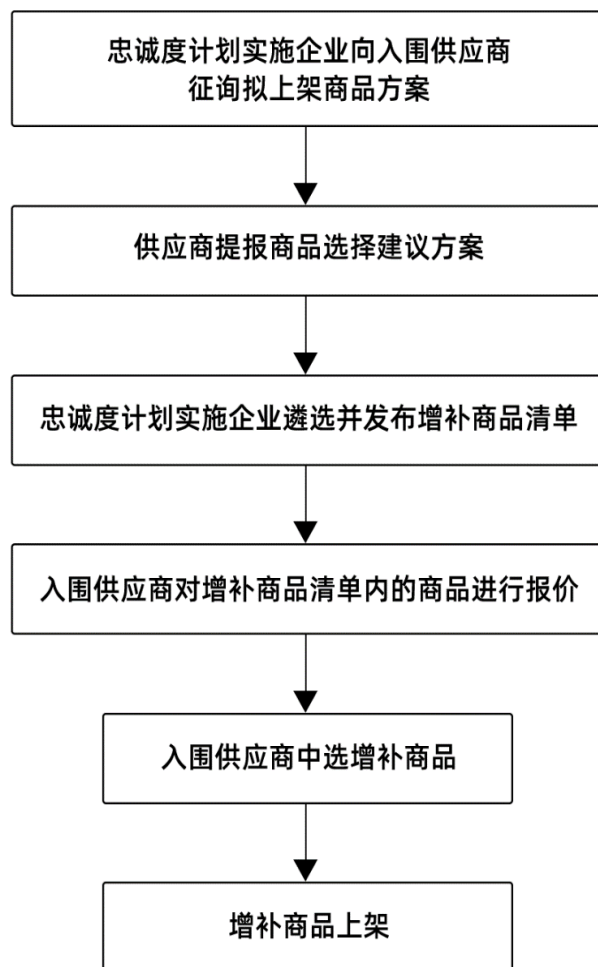 忠诚度计划实施企业向入围供应商
征询拟上架商品方案
供应商提报商品选择建议方案
忠诚度计划实施企业遴选并发布增补商品清单
入围供应商对增补商品清单内的商品进行报价
入围供应商中选增补商品
增补商品上架